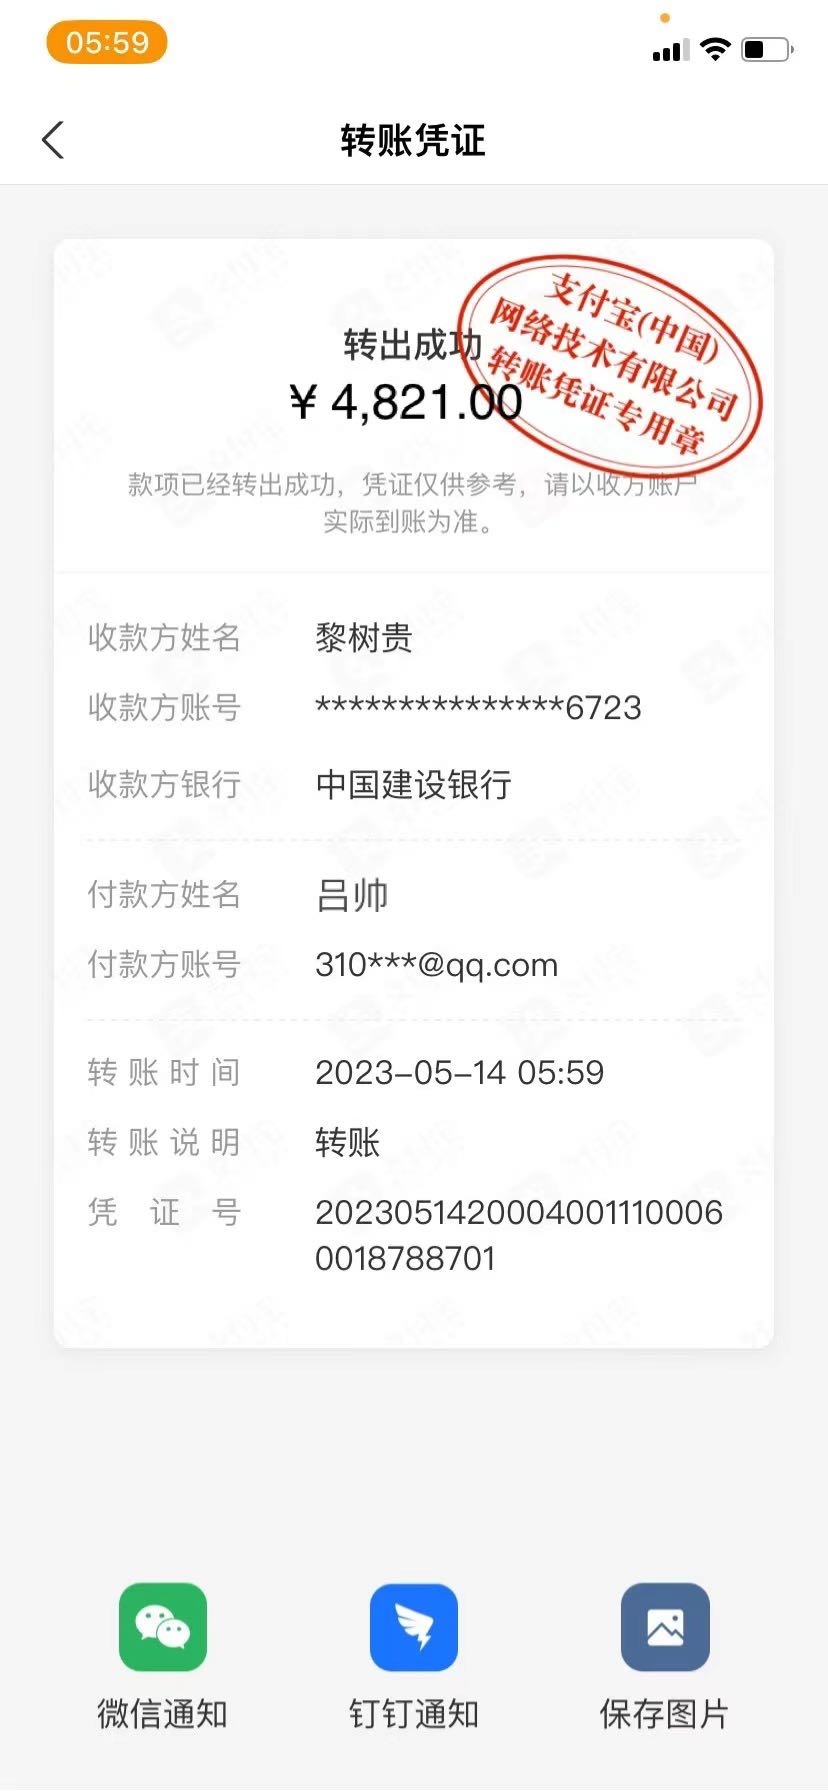 05:59
转账凭证
支付宝(中国)
网络技术有限公司
转账凭证专用章
转出成功
¥ 4,821.00
款项已经转出成功，凭证仅供参考，请以收方账户
实际到账为准。
收款方姓名 黎树贵
收款方账号 ***************6723
收款方银行 中国建设银行
付款方姓名 吕帅
付款方账号 310***@qq.com
转账时间 2023-05-14 05:59
转账说明 转账
凭证号 2023051420004001110006
0018788701
微信通知 钉钉通知 保存图片